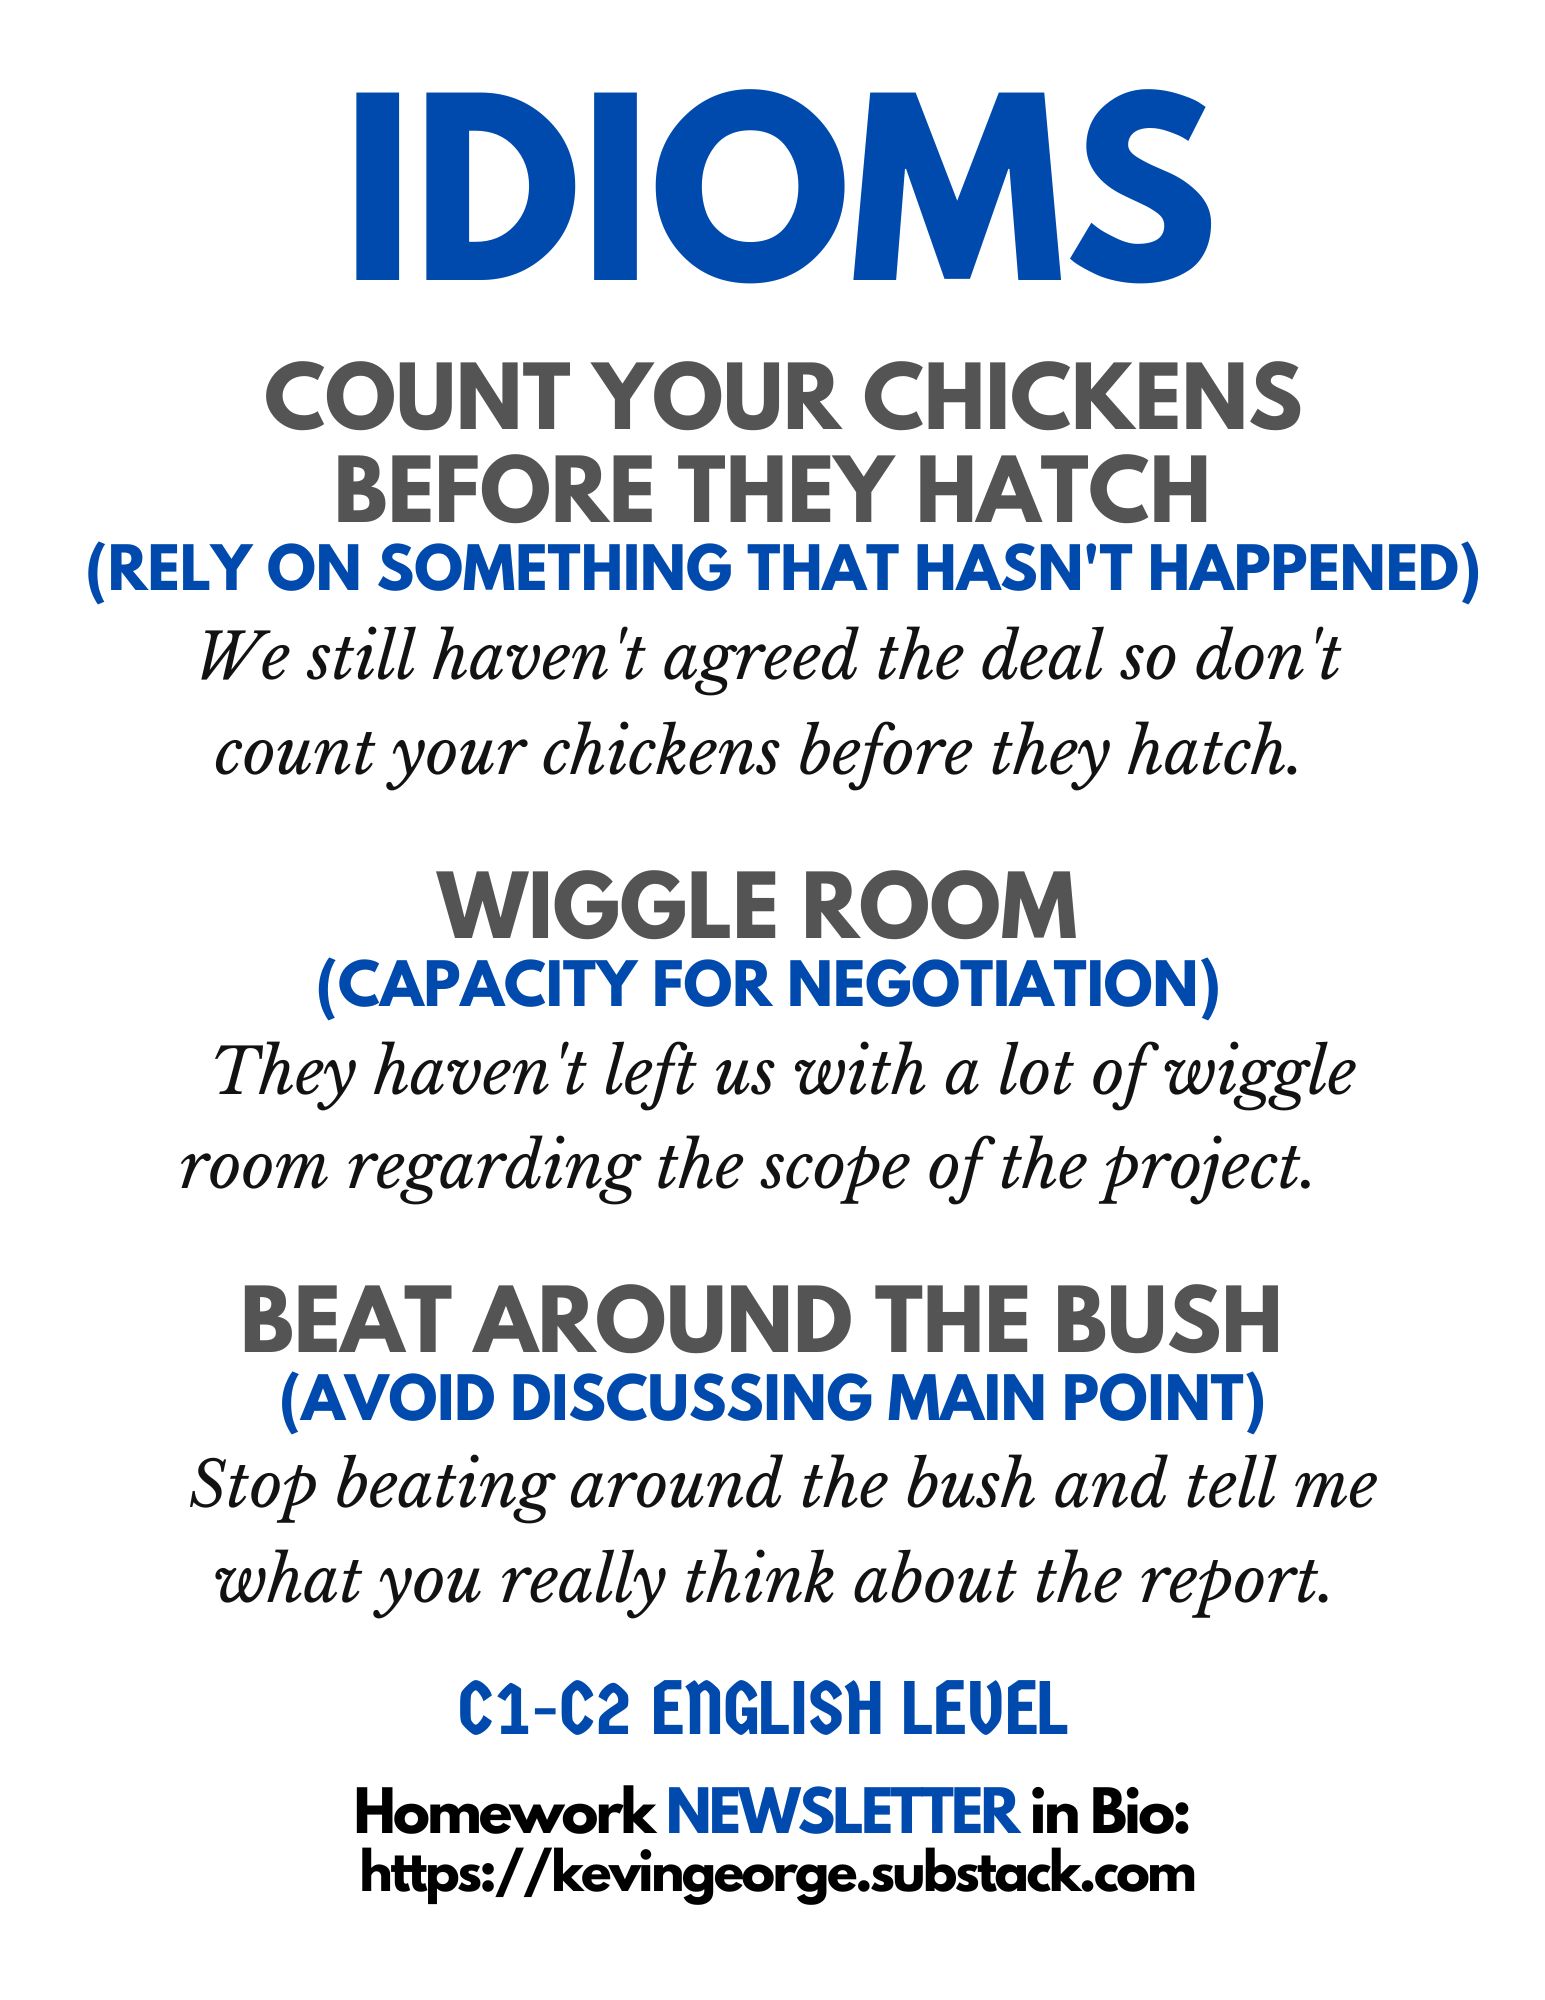 IDIOMS
COUNT YOUR CHICKENS
BEFORE THEY HATCH
(RELY ON SOMETHING THAT HASN'T HAPPENED)
We still haven't agreed the deal so don't
count your chickens before they hatch.
WIGGLE ROOM
(CAPACITY FOR NEGOTIATION)
They haven't left us with a lot of wiggle
room regarding the scope of the project.
BEAT AROUND THE BUSH
(AVOID DISCUSSING MAIN POINT)
Stop beating around the bush and tell me
what you really think about the report.
C1-C2 ENGLISH LEVEL
Homework NEWSLETTER in Bio:
https://kevingeorge.substack.com